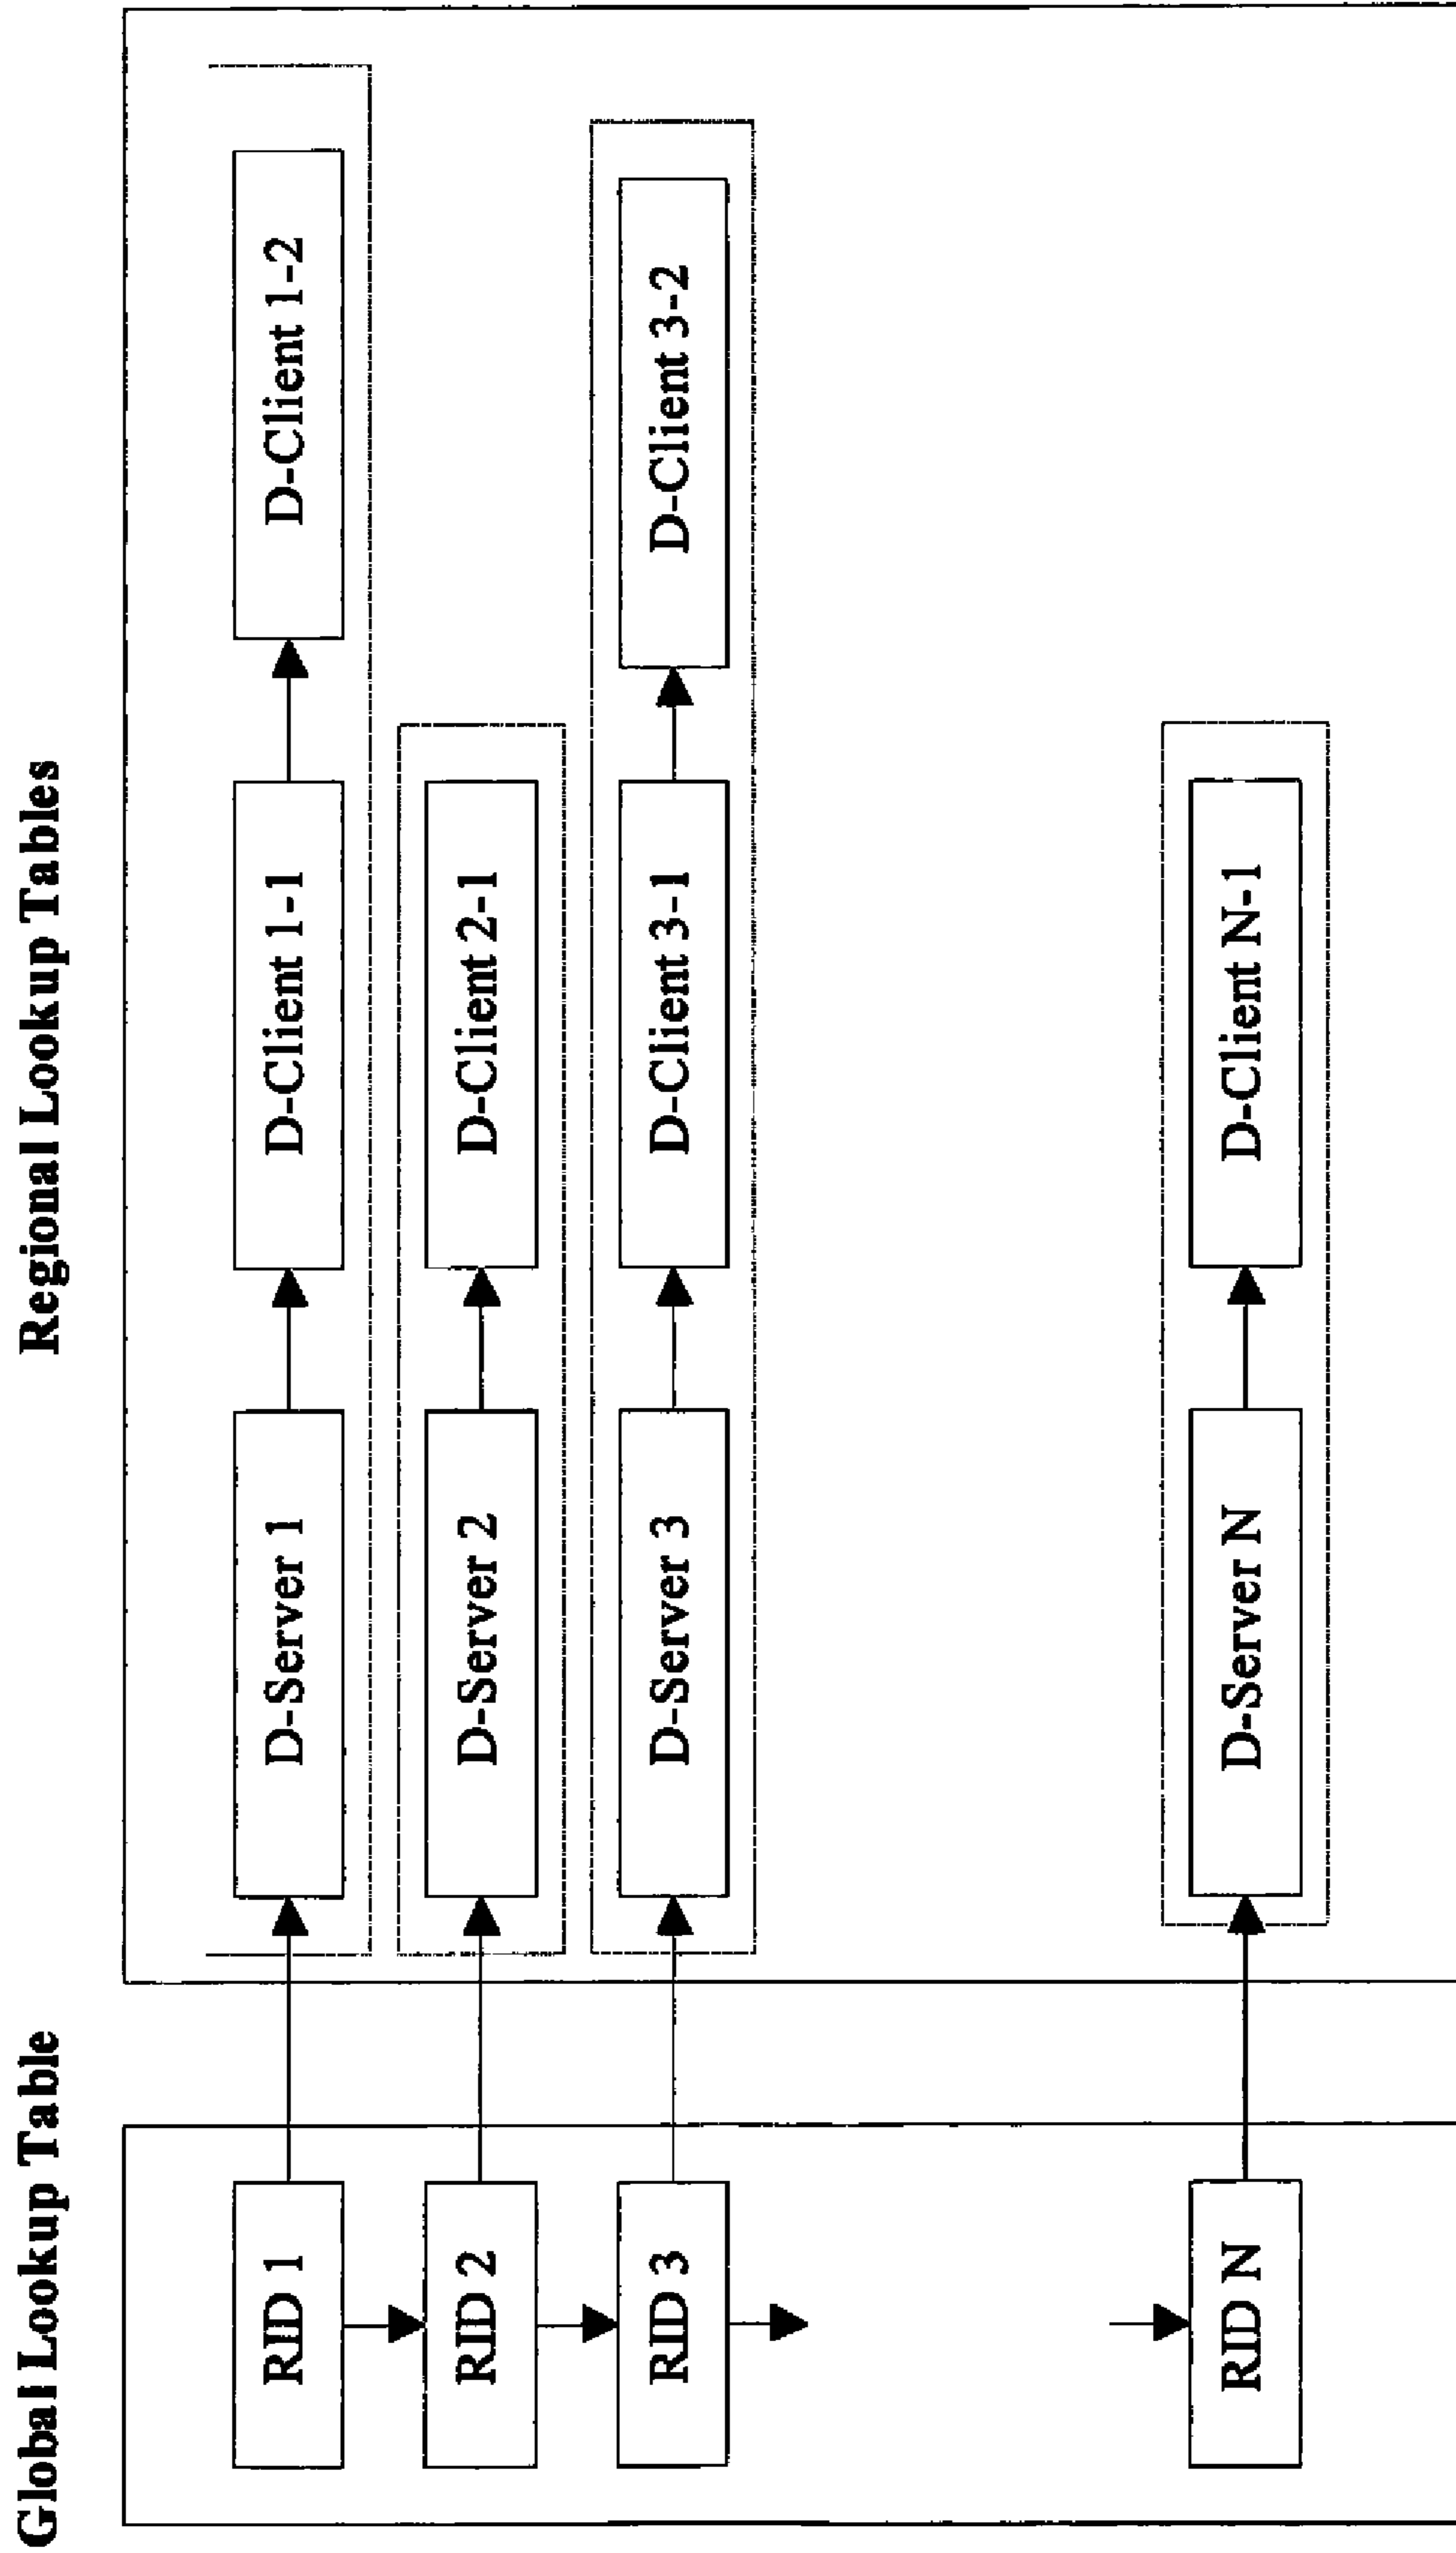 Global Lookup Table
Regional Lookup Tables
RID 1
D-Server 1
D-Client 1-1
D-Client 1-2
RID 2
D-Server 2
D-Client 2-1
RID 3
D-Server 3
D-Client 3-1
D-Client 3-2
RID N
D-Server N
D-Client N-1